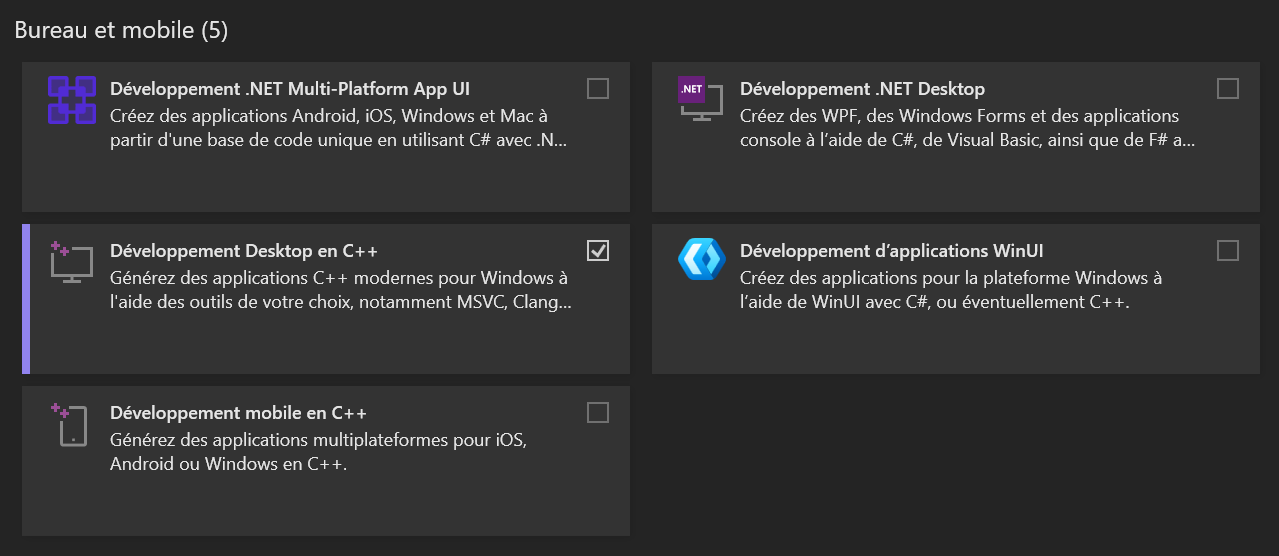 Bureau et mobile (5)
Développement .NET Multi-Platform App UI
Créez des applications Android, iOS, Windows et Mac à
partir d'une base de code unique en utilisant C# avec .N...
.NET
Développement .NET Desktop
Créez des WPF, des Windows Forms et des applications
console à l’aide de C#, de Visual Basic, ainsi que de F# a...
Développement Desktop en C++
Générez des applications C++ modernes pour Windows à
l'aide des outils de votre choix, notamment MSVC, Clang...
Développement d’applications WinUI
Créez des applications pour la plateforme Windows à
l’aide de WinUI avec C#, ou éventuellement C++.
Développement mobile en C++
Générez des applications multiplateformes pour iOS,
Android ou Windows en C++.